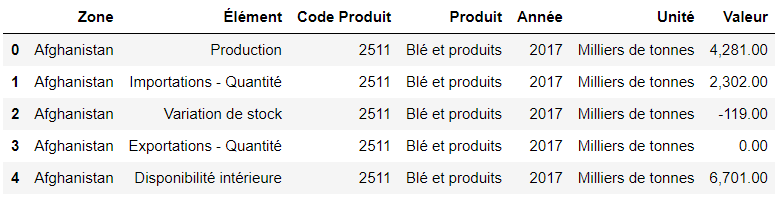 Zone Élément Code Produit Produit Année Unité Valeur
0 Afghanistan Production 2511 Blé et produits 2017 Milliers de tonnes 4,281.00
1 Afghanistan Importations - Quantité 2511 Blé et produits 2017 Milliers de tonnes 2,302.00
2 Afghanistan Variation de stock 2511 Blé et produits 2017 Milliers de tonnes -119.00
3 Afghanistan Exportations - Quantité 2511 Blé et produits 2017 Milliers de tonnes 0.00
4 Afghanistan Disponibilité intérieure 2511 Blé et produits 2017 Milliers de tonnes 6,701.00